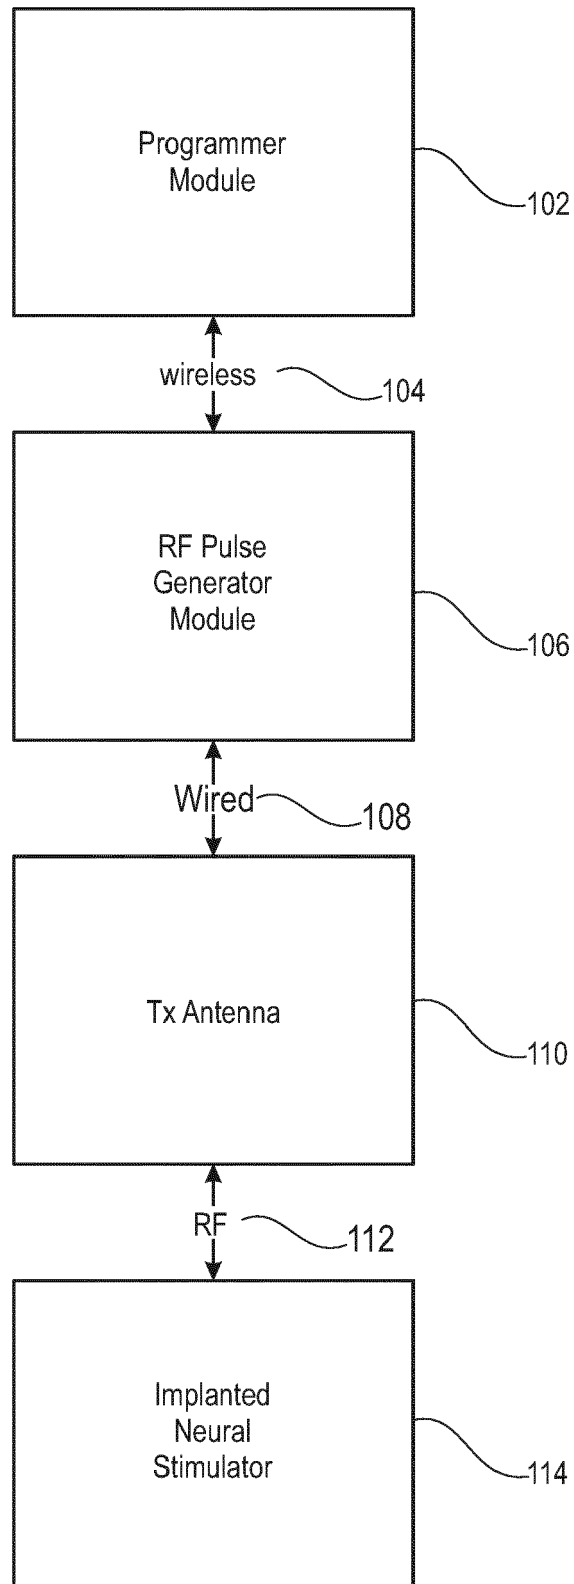 Programmer
Module
102
wireless
104
RF Pulse
Generator
Module
106
Wired
108
Tx Antenna
110
RF
112
Implanted
Neural
Stimulator
114